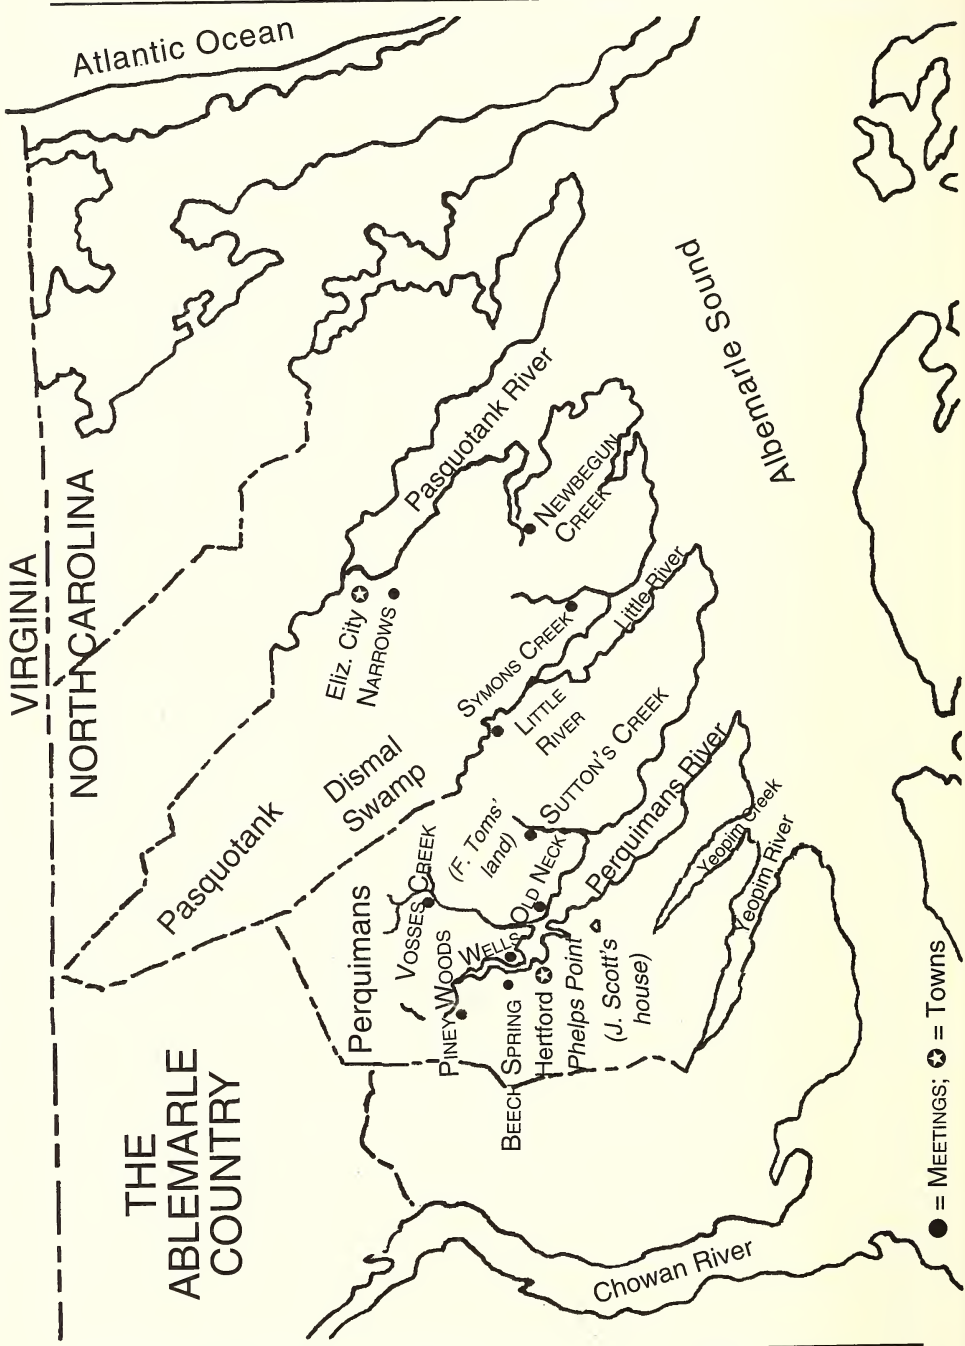 THE
ABLEMARLE
COUNTRY
VIRGINIA
NORTH CAROLINA
Atlantic Ocean
Pasquotank
Dismal
Swamp
Eliz. City
NARROWS
Pasquotank River
NEWBEGUN
CREEK
SYMONS CREEK
Little River
LITTLE
RIVER
Perquimans
VOSSES CREEK
(F. Toms'
land)
SUTTON'S CREEK
PINEY WOODS
WELLS
OLD NECK
Perquimans River
BEECH SPRING
Hertford
Phelps Point
(J. Scott's
house)
Yeopim Creek
Yeopim River
Albemarle Sound
Chowan River
= MEETINGS; = TOWNS